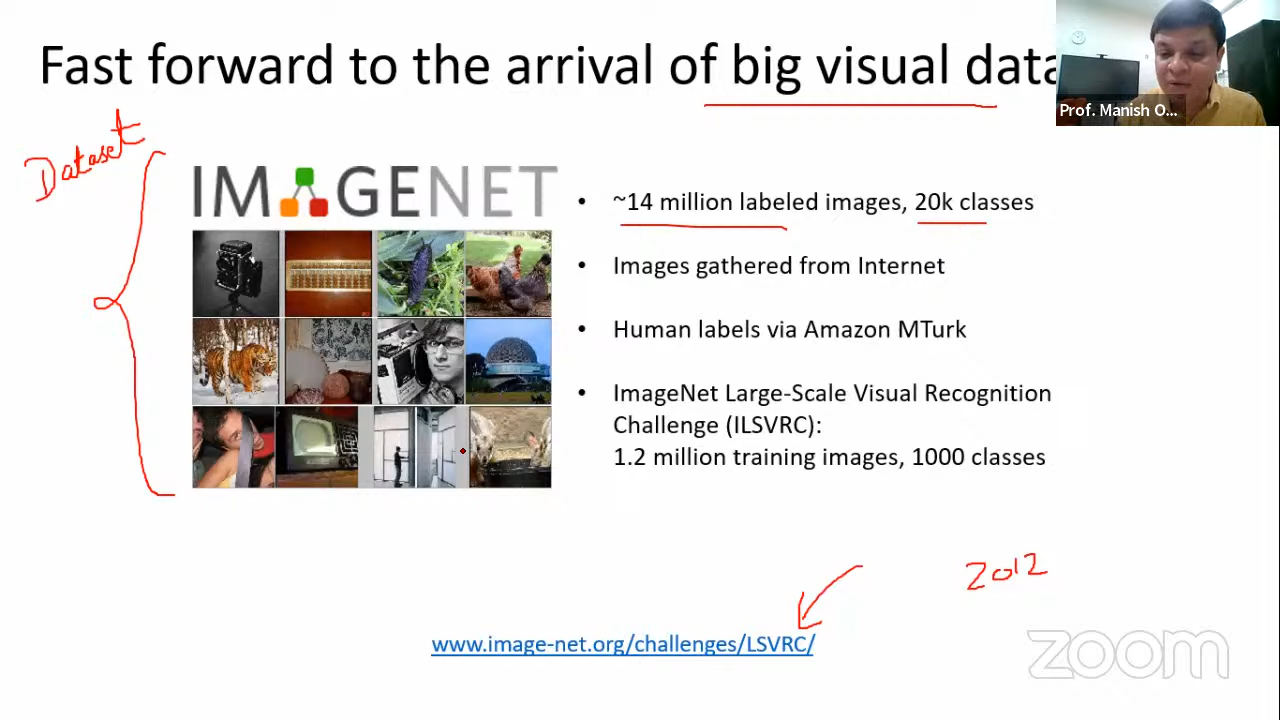 Fast forward to the arrival of big visual data
Prof. Manish O...
Dataset
IMAGENET
• ~14 million labeled images, 20k classes
• Images gathered from Internet
• Human labels via Amazon MTurk
• ImageNet Large-Scale Visual Recognition
Challenge (ILSVRC):
1.2 million training images, 1000 classes
2012
www.image-net.org/challenges/LSVRC/
zoom